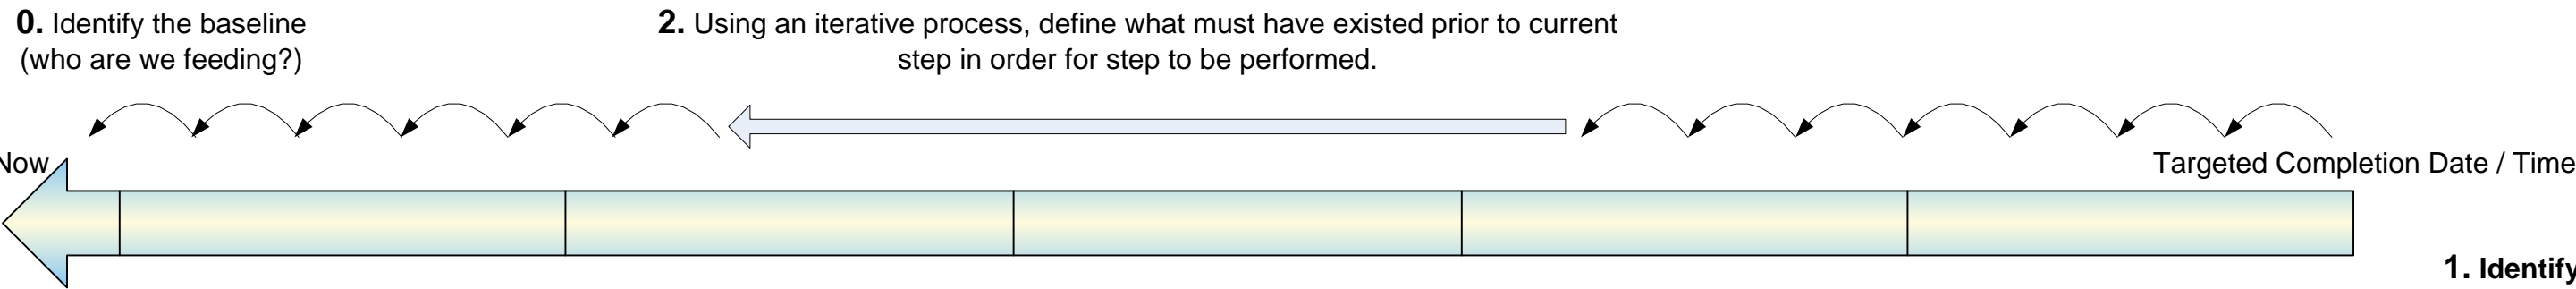 0. Identify the baseline
(who are we feeding?)
2. Using an iterative process, define what must have existed prior to current
step in order for step to be performed.
Now
Targeted Completion Date / Time
1. Identify